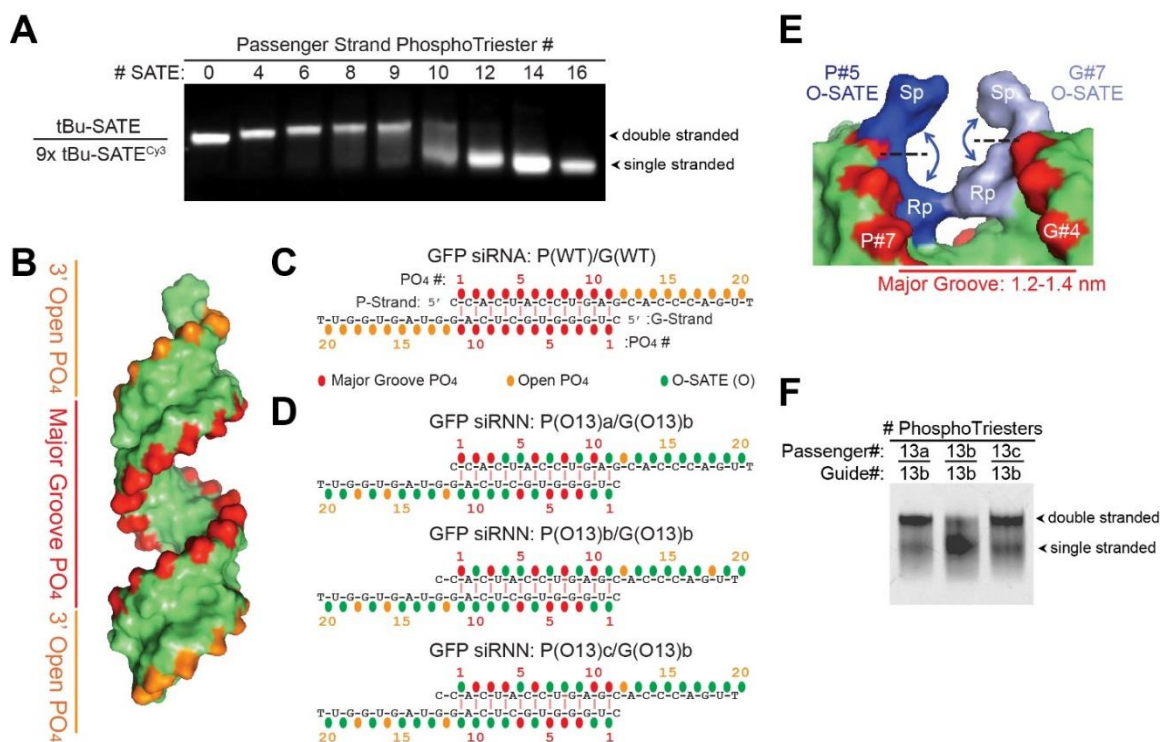 A
Passenger Strand PhosphoTriester #
# SATE: 0 4 6 8 9 10 12 14 16
tBu-SATE
9x tBu-SATE^Cy3
double stranded
single stranded
B
3' Open PO4
Major Groove PO4
3' Open PO4
C
GFP siRNA: P(WT)/G(WT)
PO4 #: 1 5 10 15 20
P-Strand: 5' C-C-A-C-U-A-C-C-U-G-A-G-C-A-C-C-C-A-G-U-T
T-U-G-G-U-G-A-U-G-G-A-C-U-C-G-U-G-G-G-U-C 5' :G-Strand
20 15 10 5 1 :PO4 #
Major Groove PO4 Open PO4 O-SATE (O)
D
GFP siRNN: P(O13)a/G(O13)b
1 5 10 15 20
C-C-A-C-U-A-C-C-U-G-A-G-C-A-C-C-C-A-G-U-T
T-U-G-G-U-G-A-U-G-G-A-C-U-C-G-U-G-G-G-U-C
20 15 10 5 1
GFP siRNN: P(O13)b/G(O13)b
1 5 10 15 20
C-C-A-C-U-A-C-C-U-G-A-G-C-A-C-C-C-A-G-U-T
T-U-G-G-U-G-A-U-G-G-A-C-U-C-G-U-G-G-G-U-C
20 15 10 5 1
GFP siRNN: P(O13)c/G(O13)b
1 5 10 15 20
C-C-A-C-U-A-C-C-U-G-A-G-C-A-C-C-C-A-G-U-T
T-U-G-G-U-G-A-U-G-G-A-C-U-C-G-U-G-G-G-U-C
20 15 10 5 1
E
P#5
O-SATE
G#7
O-SATE
Sp
Sp
Rp
Rp
P#7
G#4
Major Groove: 1.2-1.4 nm
F
# PhosphoTriesters
Passenger#: 13a 13b 13c
Guide#: 13b 13b 13b
double stranded
single stranded